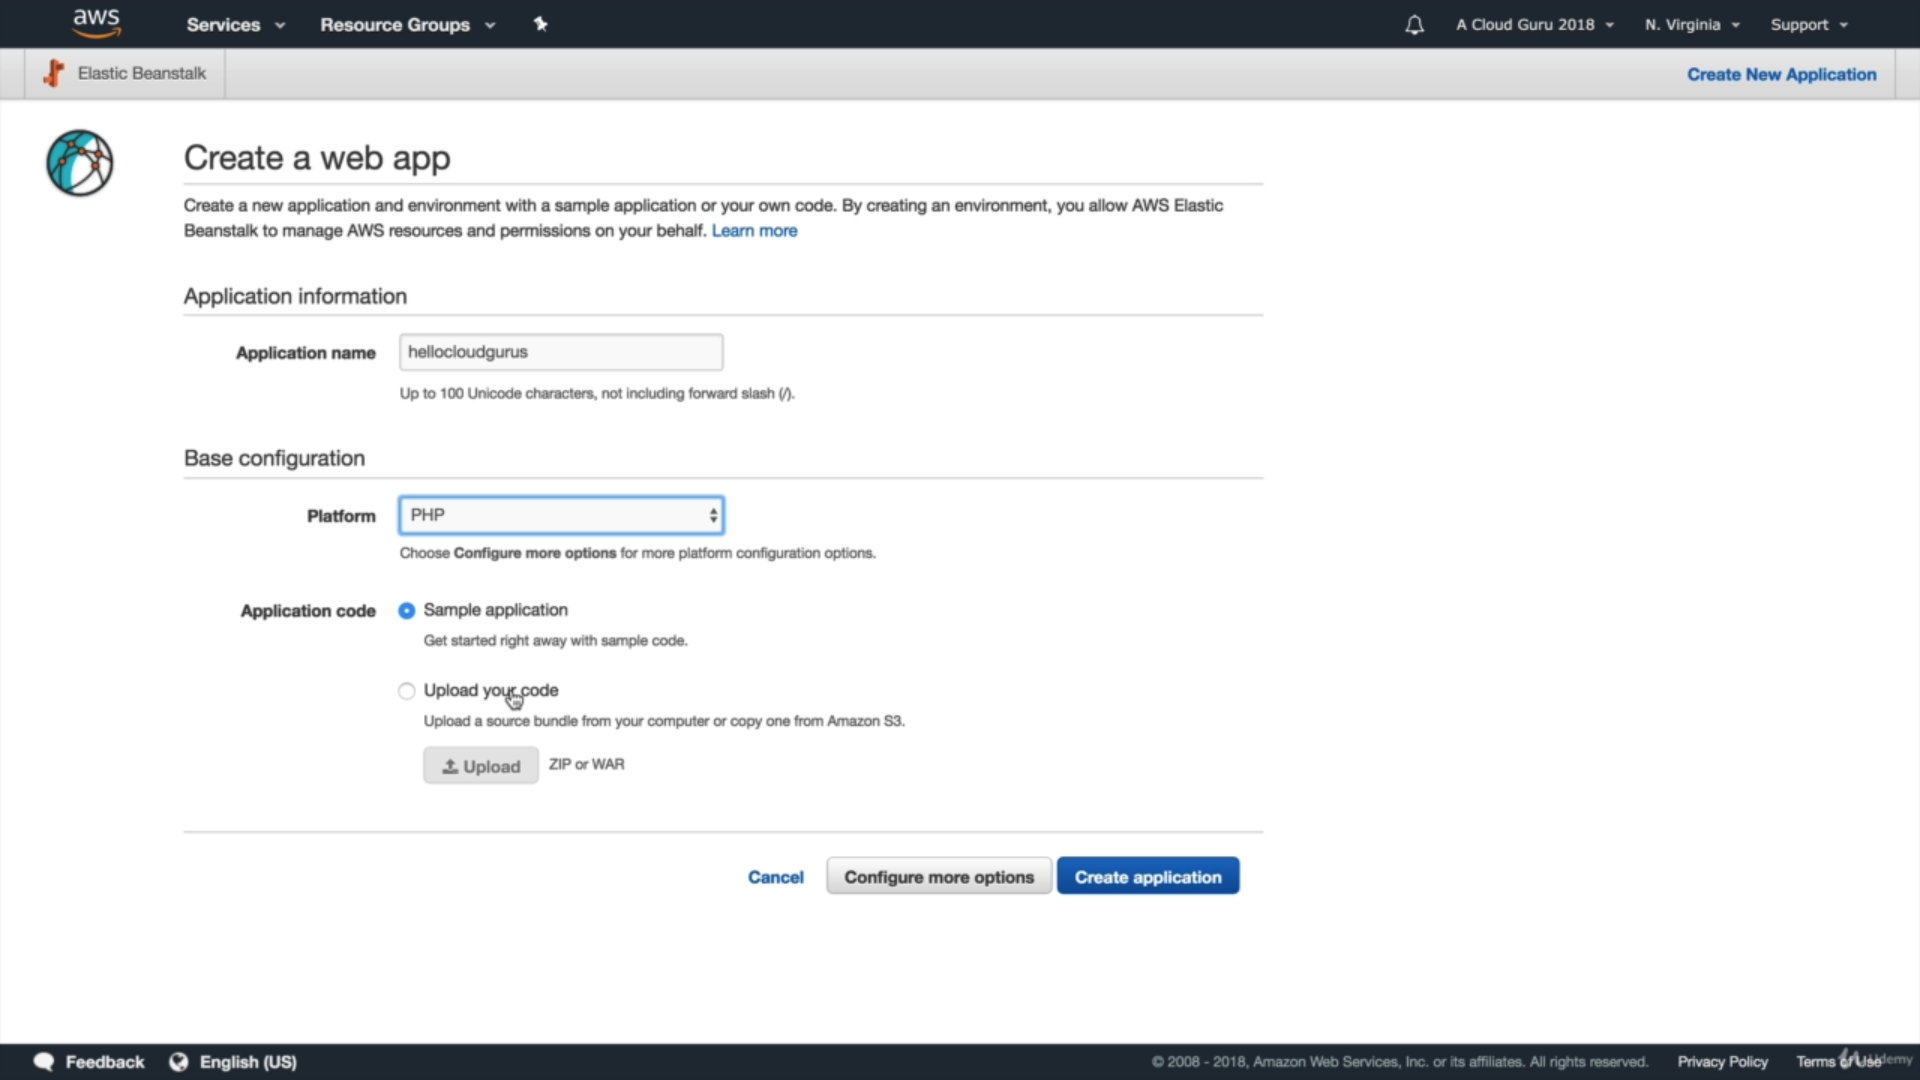 aws Services Resource Groups A Cloud Guru 2018 N. Virginia Support
Elastic Beanstalk Create New Application
Create a web app
Create a new application and environment with a sample application or your own code. By creating an environment, you allow AWS Elastic
Beanstalk to manage AWS resources and permissions on your behalf. Learn more
Application information
Application name hellocloudgurus
Up to 100 Unicode characters, not including forward slash (/).
Base configuration
Platform PHP
Choose Configure more options for more platform configuration options.
Application code Sample application
Get started right away with sample code.
Upload your code
Upload a source bundle from your computer or copy one from Amazon S3.
Upload ZIP or WAR
Cancel Configure more options Create application
Feedback English (US) © 2008 - 2018, Amazon Web Services, Inc. or its affiliates. All rights reserved. Privacy Policy Terms of Use